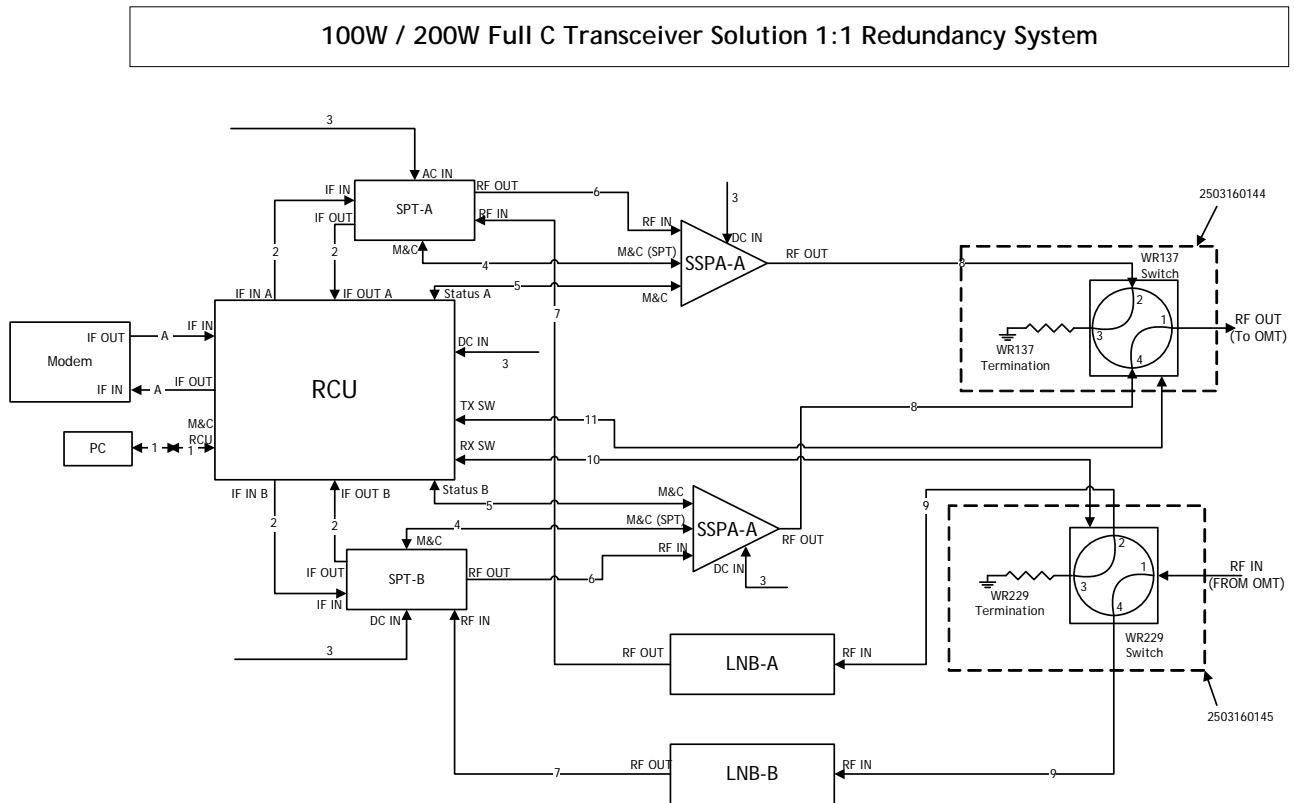 100W / 200W Full C Transceiver Solution 1:1 Redundancy System
3
AC IN
IF IN
RF OUT
6
SPT-A
IF OUT
RF IN
3
2503160144
RF IN
DC IN
2
2
M&C
4
M&C (SPT)
SSPA-A
RF OUT
8
WR137
Switch
IF IN A
IF OUT A
Status A
5
M&C
2
1
3
4
RF OUT
(To OMT)
WR137
Termination
7
IF OUT
A
IF IN
Modem
DC IN
3
IF IN
A
IF OUT
RCU
TX SW
11
8
M&C
RCU
PC
1
1
RX SW
10
IF IN B
IF OUT B
Status B
5
M&C
9
2
2
4
M&C (SPT)
SSPA-A
RF OUT
M&C
RF IN
IF OUT
SPT-B
RF OUT
6
DC IN
3
IF IN
2
1
3
4
RF IN
(FROM OMT)
WR229
Termination
DC IN
RF IN
WR229
Switch
3
RF OUT
LNB-A
RF IN
2503160145
RF OUT
7
LNB-B
RF IN
9